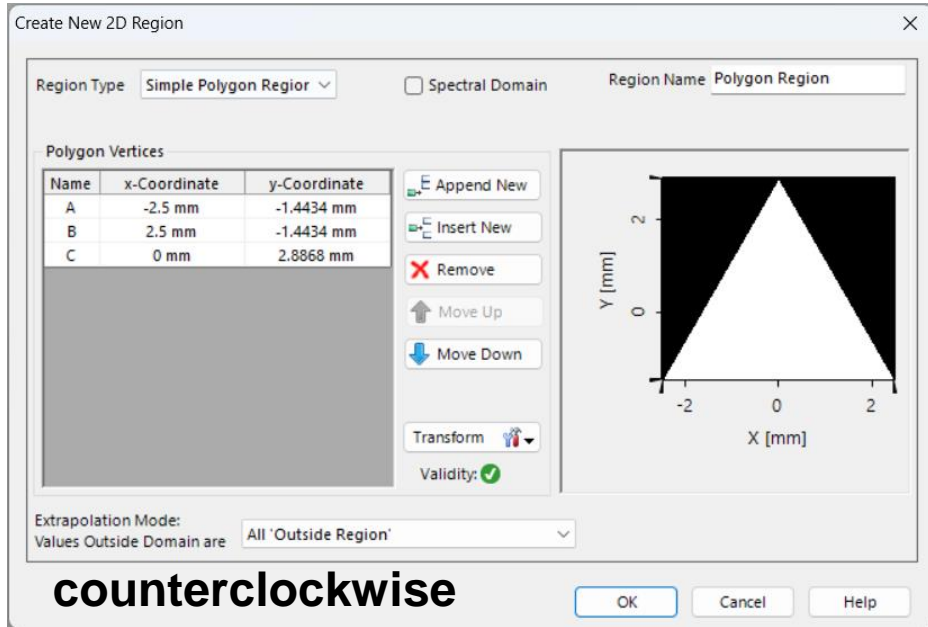 Create New 2D Region
Region Type Simple Polygon Regior Spectral Domain Region Name Polygon Region
Polygon Vertices
Name x-Coordinate y-Coordinate
A -2.5 mm -1.4434 mm
B 2.5 mm -1.4434 mm
C 0 mm 2.8868 mm
Append New
Insert New
Remove
Move Up
Move Down
Transform
Validity:
Y [mm]
2
0
-2 0 2
X [mm]
Extrapolation Mode:
Values Outside Domain are All 'Outside Region'
counterclockwise
OK Cancel Help